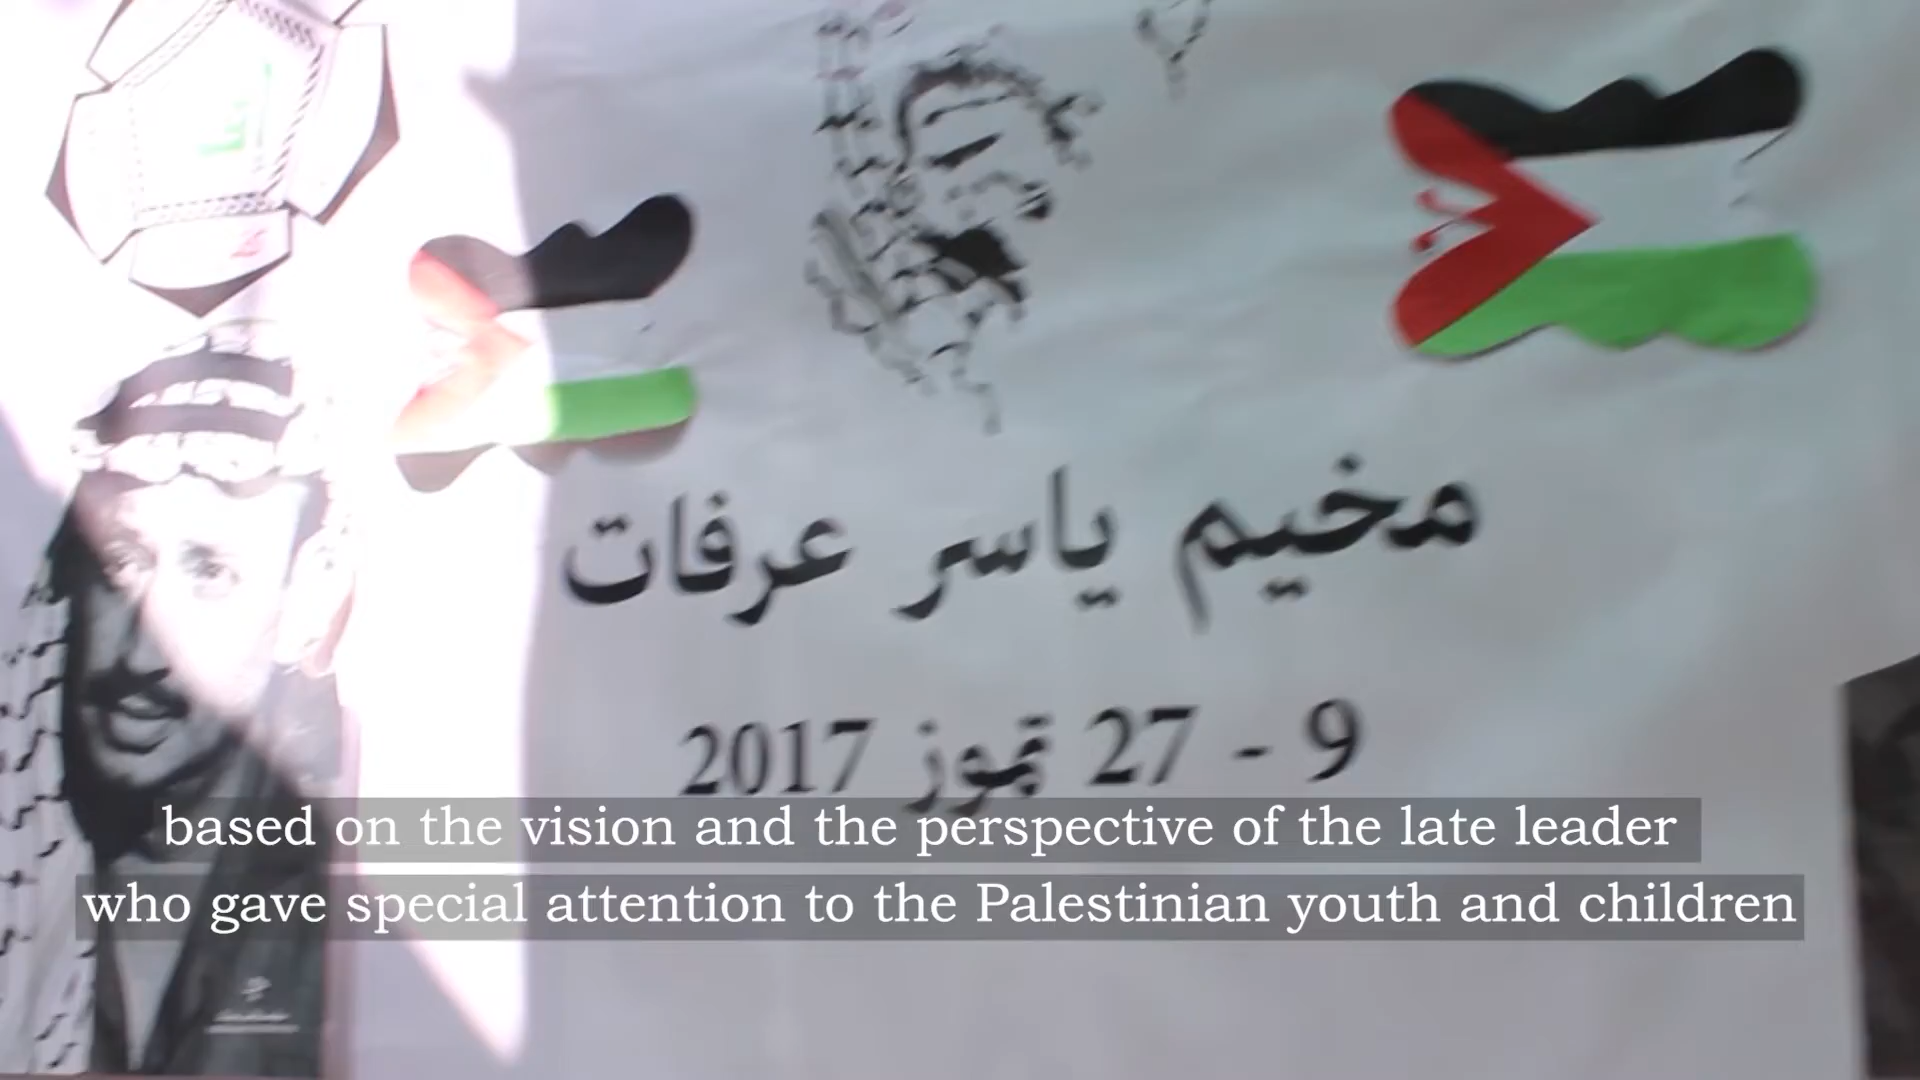 مخيم ياسر عرفات
9 - 27 تموز 2017
based on the vision and the perspective of the late leader
who gave special attention to the Palestinian youth and children